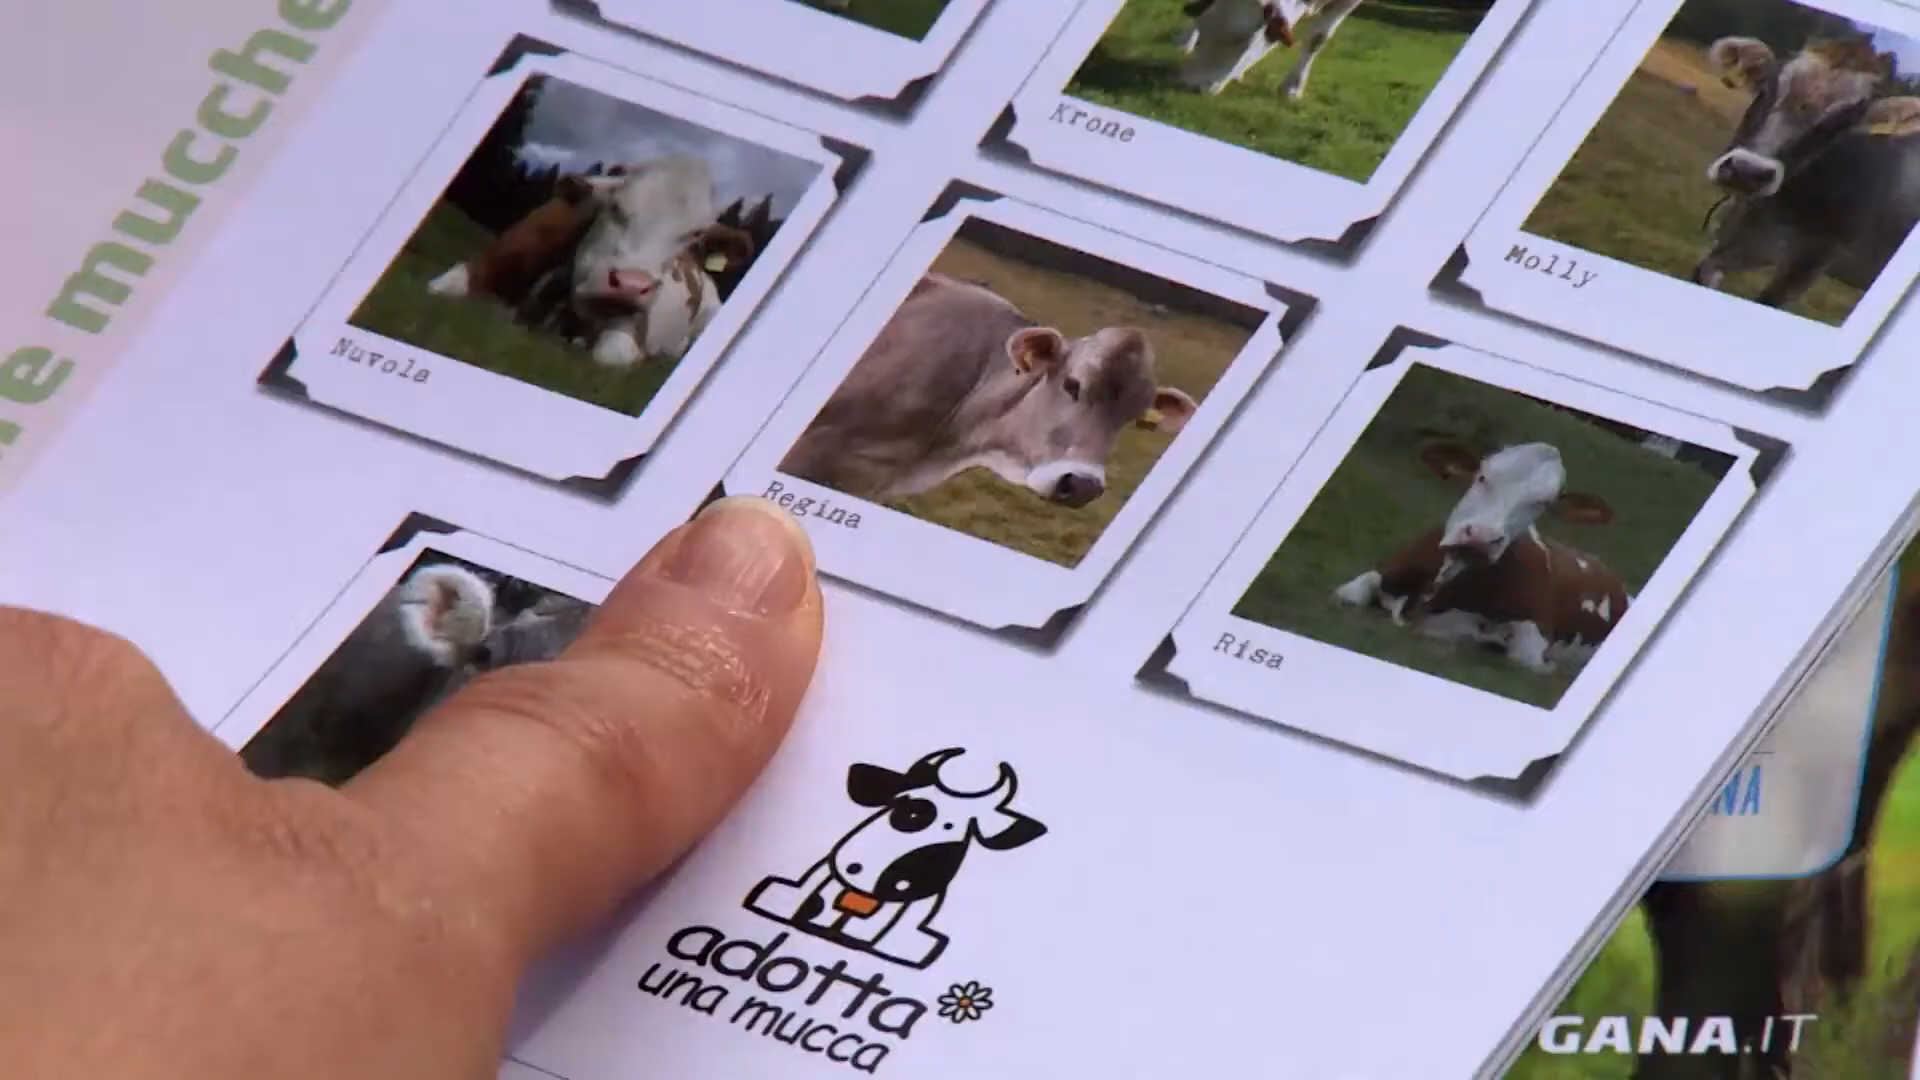 mucche
Krone
Molly
Nuvola
Regina
Risa
adotta
una mucca
GANA.IT